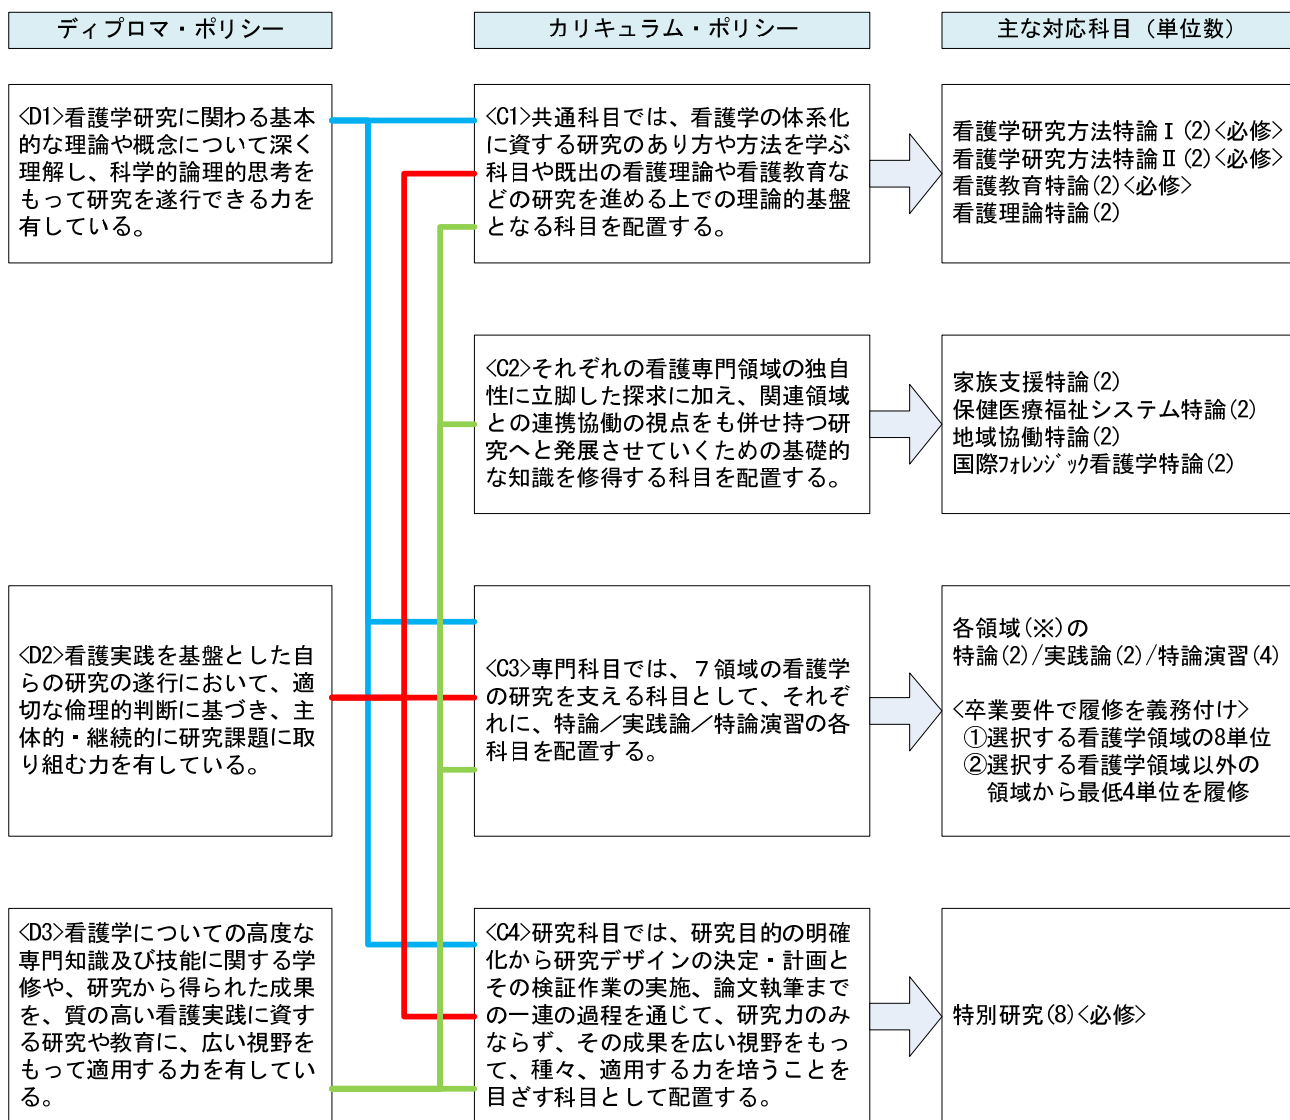 ディプロマ・ポリシー
カリキュラム・ポリシー
主な対応科目（単位数）
<D1>看護学研究に関わる基本
的な理論や概念について深く
理解し、科学的論理的思考を
もって研究を遂行できる力を
有している。
<C1>共通科目では、看護学の体系化
に資する研究のあり方や方法を学ぶ
科目や既出の看護理論や看護教育な
どの研究を進める上での理論的基盤
となる科目を配置する。
看護学研究方法特論Ⅰ(2)<必修>
看護学研究方法特論Ⅱ(2)<必修>
看護教育特論(2)<必修>
看護理論特論(2)
<C2>それぞれの看護専門領域の独自
性に立脚した探求に加え、関連領域
との連携協働の視点をも併せ持つ研
究へと発展させていくための基礎的
な知識を修得する科目を配置する。
家族支援特論(2)
保健医療福祉システム特論(2)
地域協働特論(2)
国際ﾌｫﾚﾝｼﾞｯｸ看護学特論(2)
<D2>看護実践を基盤とした自
らの研究の遂行において、適
切な倫理的判断に基づき、主
体的・継続的に研究課題に取
り組む力を有している。
<C3>専門科目では、７領域の看護学
の研究を支える科目として、それぞ
れに、特論／実践論／特論演習の各
科目を配置する。
各領域(※)の
特論(2)/実践論(2)/特論演習(4)
<卒業要件で履修を義務付け>
①選択する看護学領域の8単位
②選択する看護学領域以外の
領域から最低4単位を履修
<D3>看護学についての高度な
専門知識及び技能に関する学
修や、研究から得られた成果
を、質の高い看護実践に資す
る研究や教育に、広い視野を
もって適用する力を有してい
る。
<C4>研究科目では、研究目的の明確
化から研究デザインの決定・計画と
その検証作業の実施、論文執筆まで
の一連の過程を通じて、研究力のみ
ならず、その成果を広い視野をもっ
て、種々、適用する力を培うことを
目ざす科目として配置する。
特別研究(8)<必修>